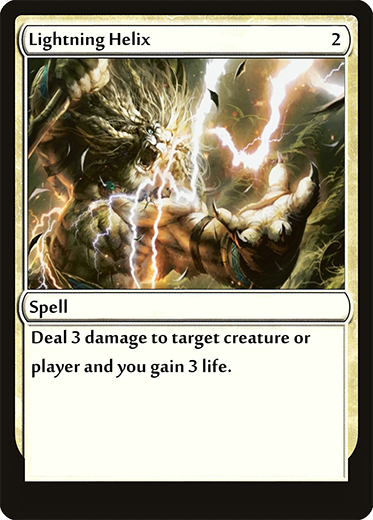 Lightning Helix 2
Spell
Deal 3 damage to target creature or
player and you gain 3 life.